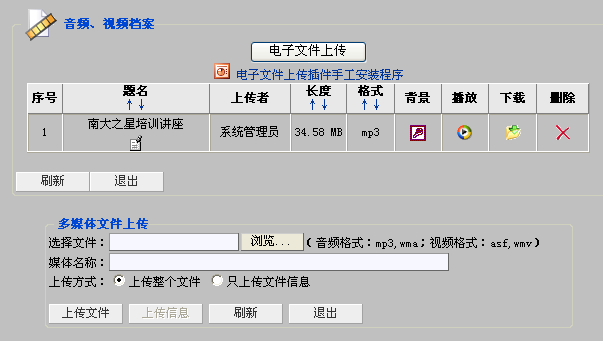 音频、视频档案
电子文件上传
电子文件上传插件手工安装程序
序号 题名 上传者 长度 格式 背景 播放 下载 删除
↑↓ ↑↓ ↑↓
1 南大之星培训讲座 系统管理员 34.58 MB mp3
刷新 退出
多媒体文件上传
选择文件： 浏览... （音频格式：mp3,wma；视频格式：asf,wmv）
媒体名称：
上传方式： 上传整个文件 只上传文件信息
上传文件 上传信息 刷新 退出